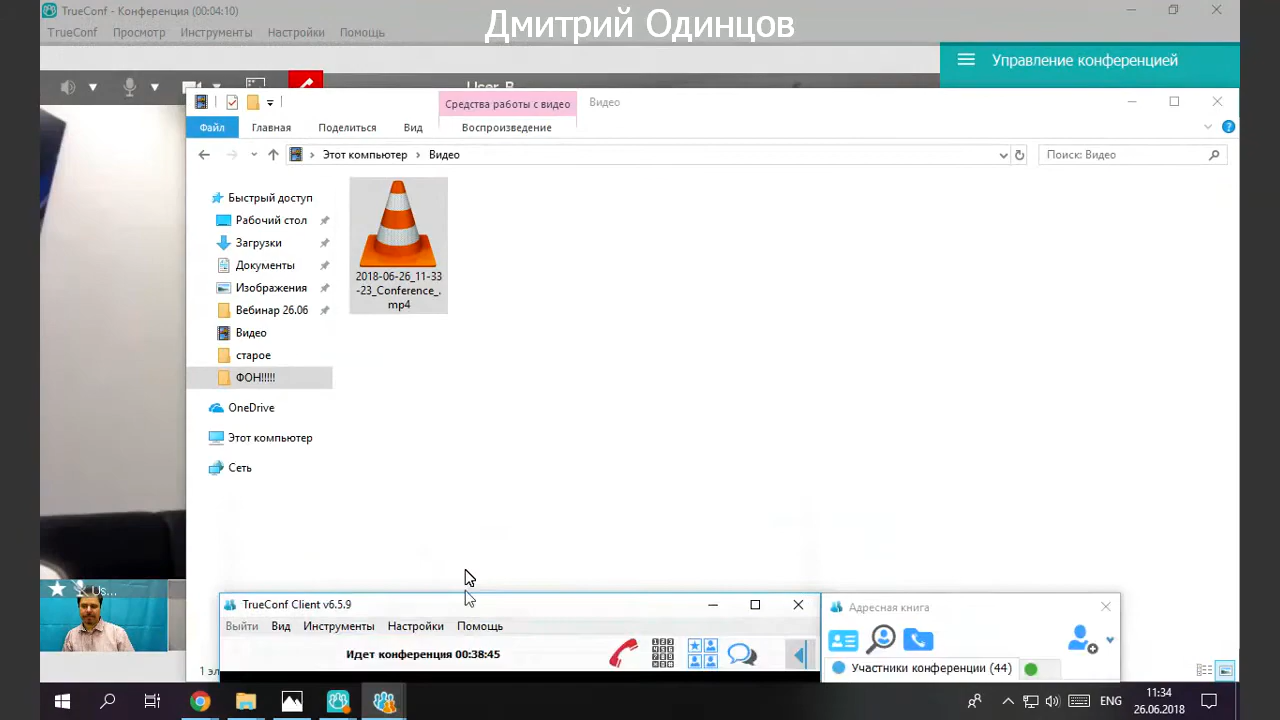 TrueConf - Конференция (00:04:10)
Дмитрий Одинцов
TrueConf Просмотр Инструменты Настройки Помощь
Управление конференцией
User_B
Средства работы с видео
Видео
Файл Главная Поделиться Вид Воспроизведение
Этот компьютер Видео
Поиск: Видео
Быстрый доступ
Рабочий стол
Загрузки
Документы
Изображения
Вебинар 26.06
Видео
старое
ФОН!!!!!
OneDrive
Этот компьютер
Сеть
2018-06-26_11-33
-23_Conference_.
mp4
Us...
TrueConf Client v6.5.9
Выйти Вид Инструменты Настройки Помощь
Идет конференция 00:38:45
Адресная книга
Участники конференции (44)
ENG
11:34
26.06.2018